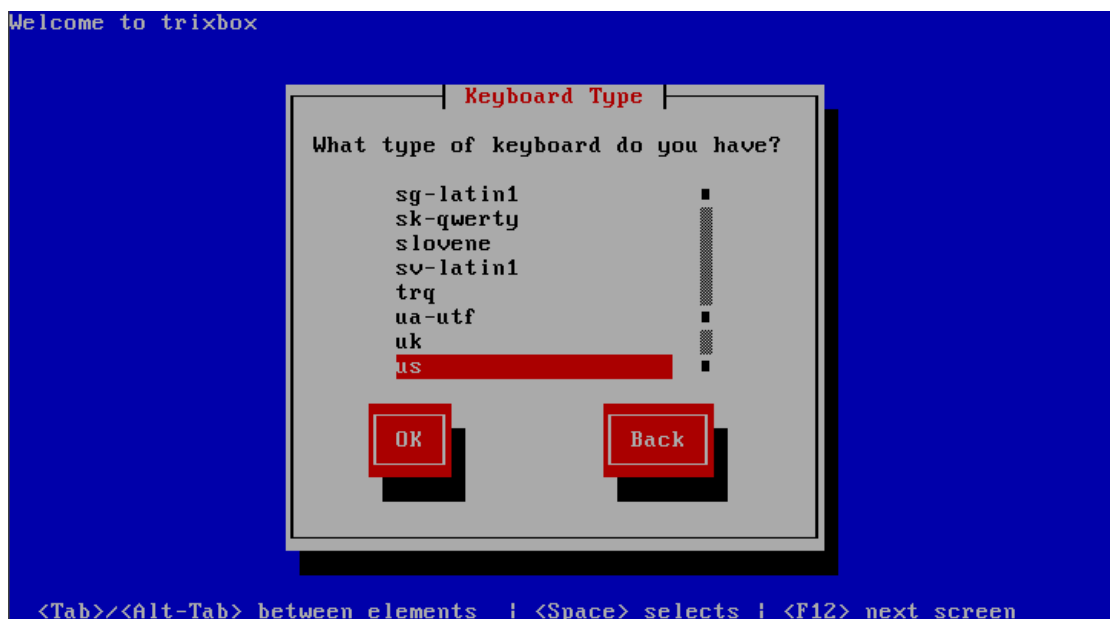 Welcome to trixbox
Keyboard Type
What type of keyboard do you have?
sg-latin1
sk-qwerty
slovene
sv-latin1
trq
ua-utf
uk
us
OK Back
<Tab>/<Alt-Tab> between elements | <Space> selects | <F12> next screen